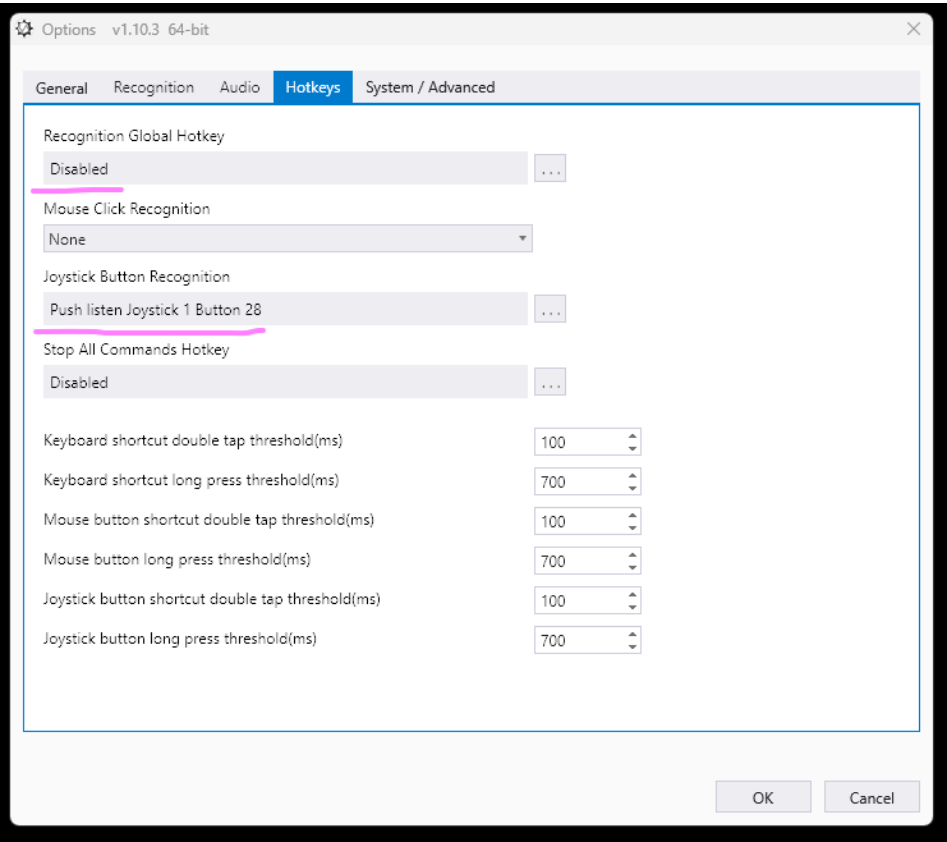 Options v1.10.3 64-bit
General Recognition Audio Hotkeys System / Advanced
Recognition Global Hotkey
Disabled
...
Mouse Click Recognition
None
Joystick Button Recognition
Push listen Joystick 1 Button 28
...
Stop All Commands Hotkey
Disabled
...
Keyboard shortcut double tap threshold(ms) 100
Keyboard shortcut long press threshold(ms) 700
Mouse button shortcut double tap threshold(ms) 100
Mouse button long press threshold(ms) 700
Joystick button shortcut double tap threshold(ms) 100
Joystick button long press threshold(ms) 700
OK Cancel